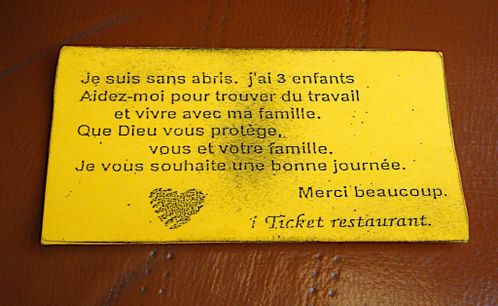 Je suis sans abris. j'ai 3 enfants
Aidez-moi pour trouver du travail
et vivre avec ma famille.
Que Dieu vous protège,
vous et votre famille.
Je vous souhaite une bonne journée.
Merci beaucoup.
1 Ticket restaurant.